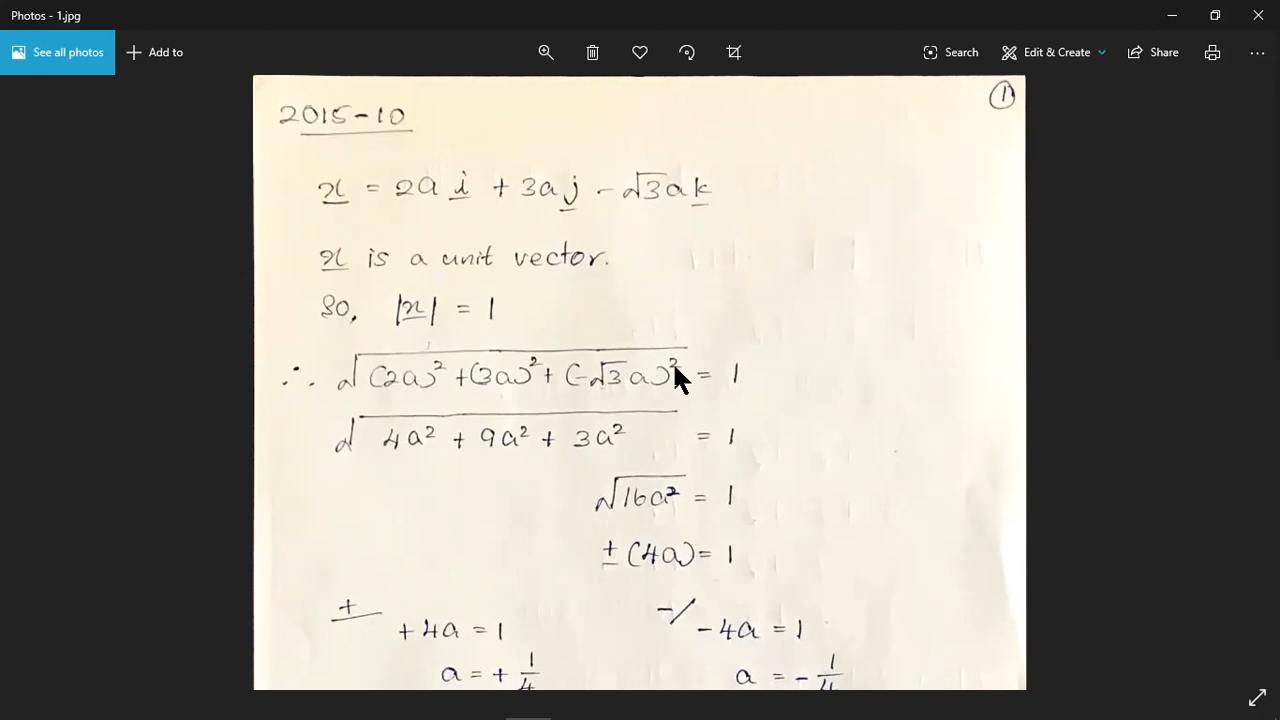 Photos - 1.jpg
See all photos
Add to
Search
Edit & Create
Share
1
2015-10
x = 2a i + 3a j - √3a k
x is a unit vector.
So, |x| = 1
∴ √(2a)² + (3a)² + (-√3a)² = 1
√4a² + 9a² + 3a² = 1
√16a² = 1
± (4a) = 1
+ -/
+4a = 1 -4a = 1
a = + 1/4 a = - 1/4